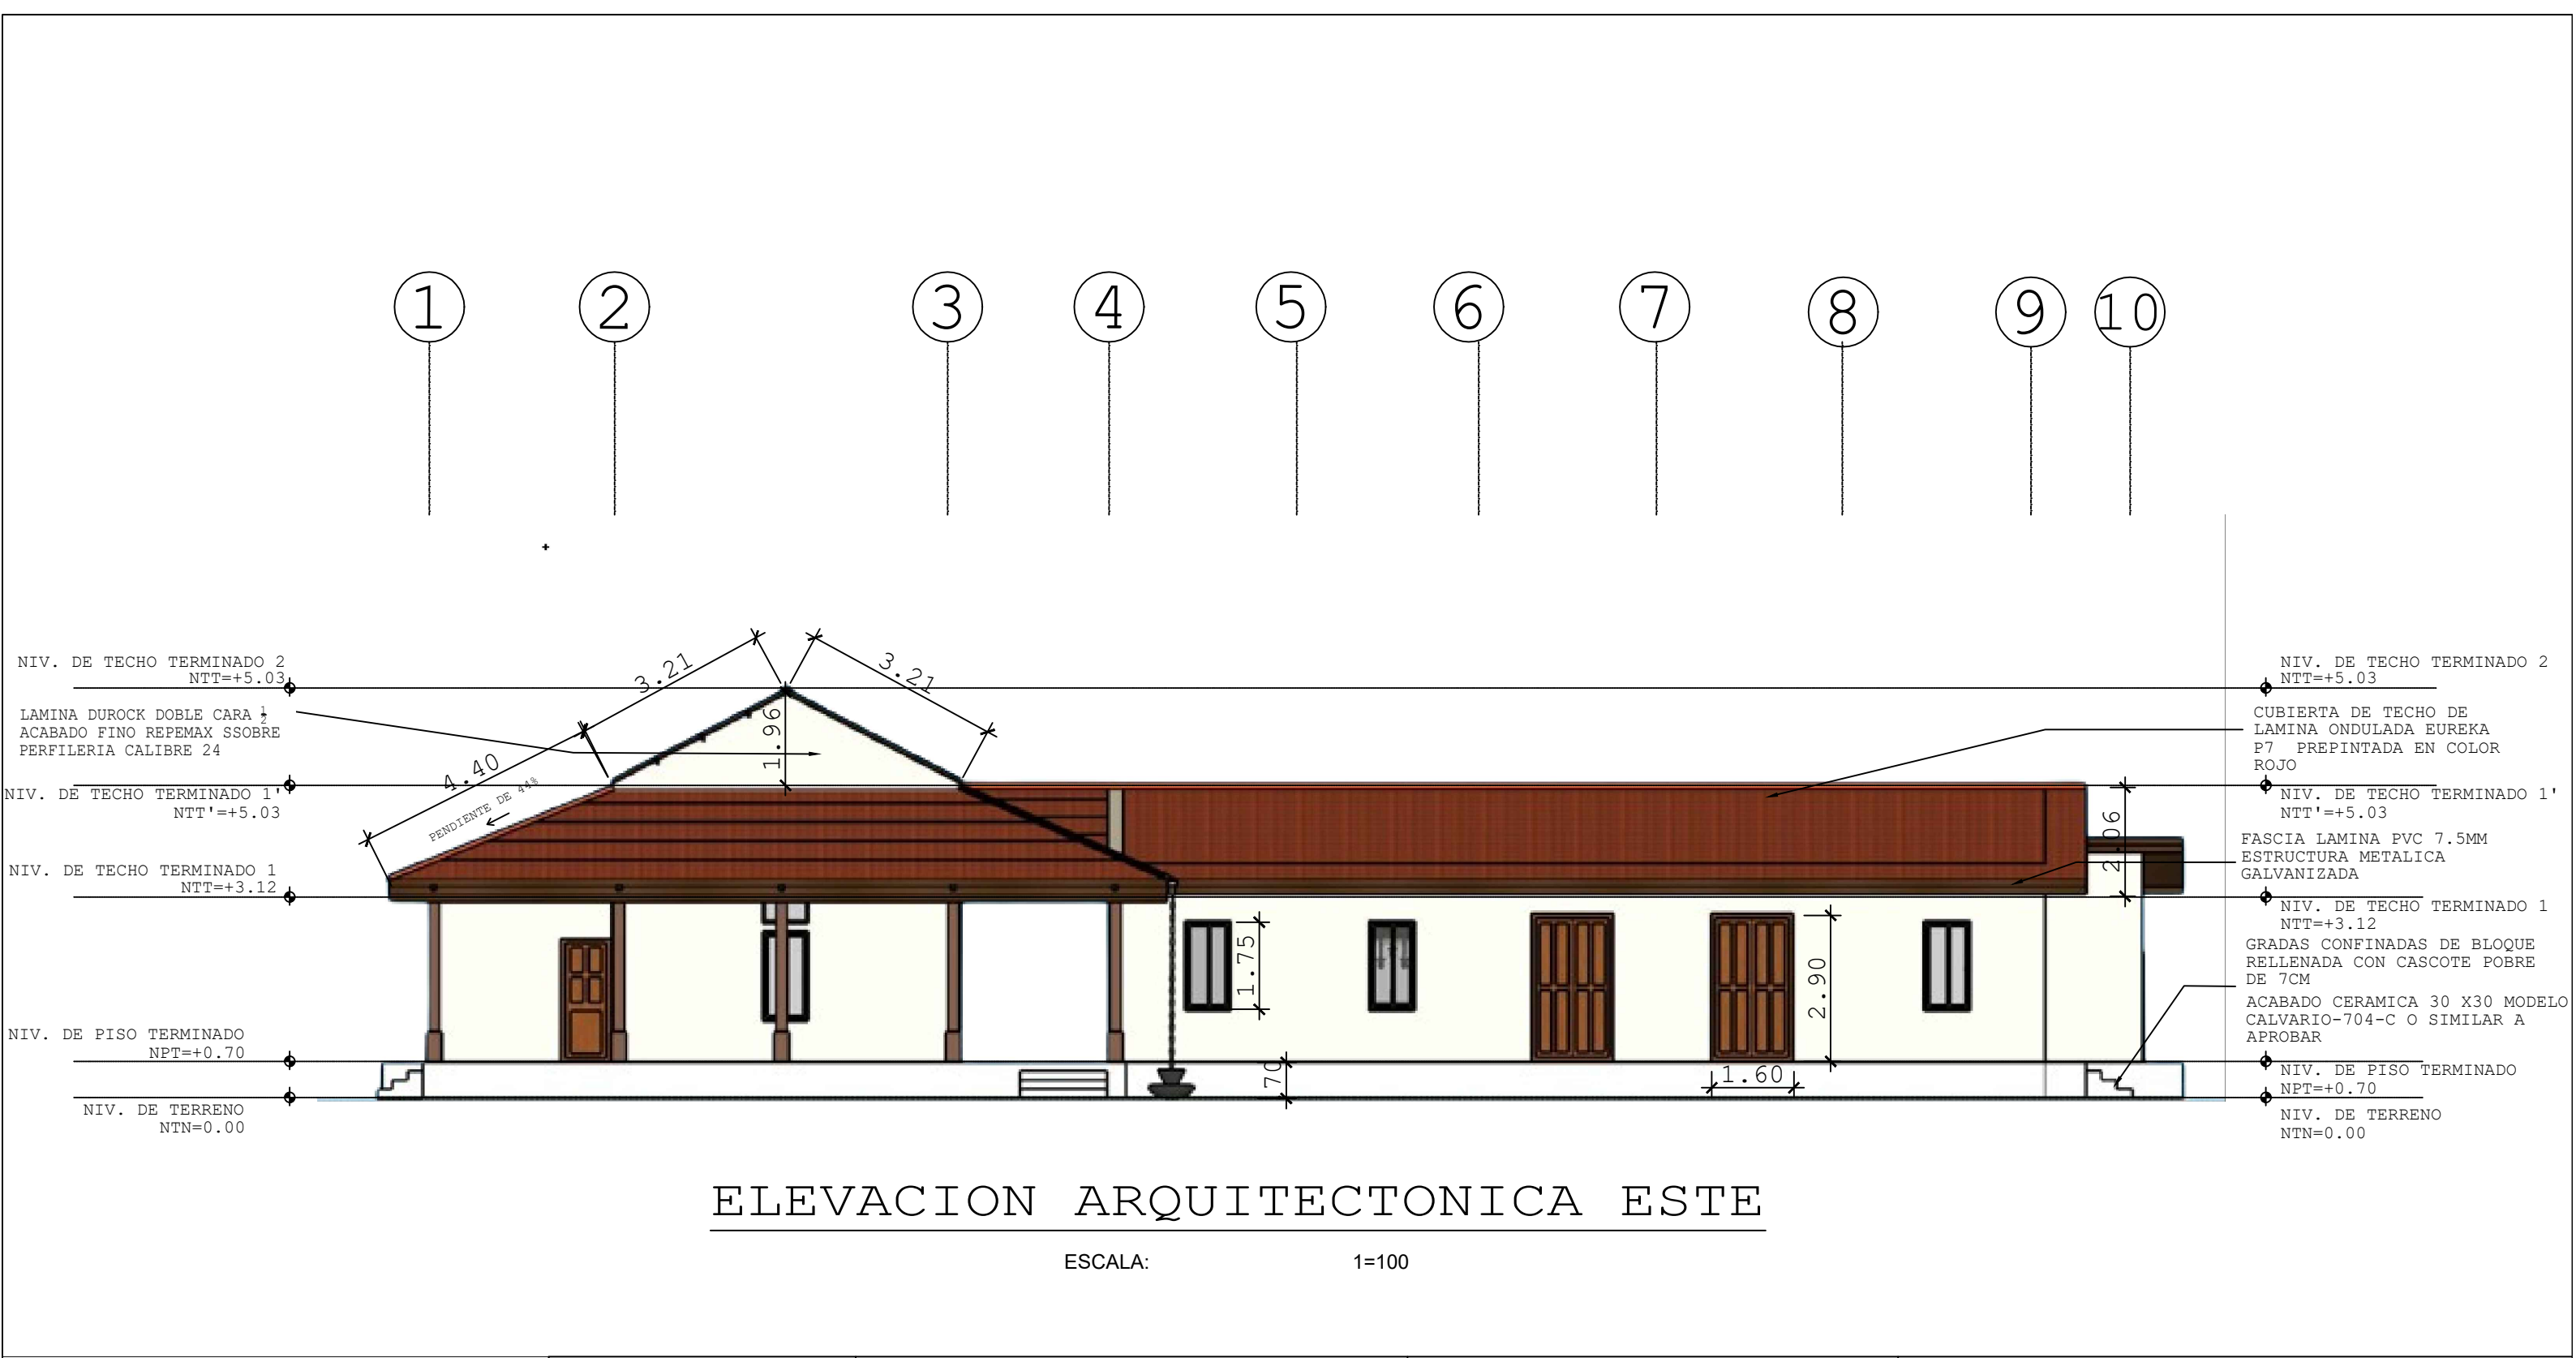 1 2 3 4 5 6 7 8 9 10
NIV. DE TECHO TERMINADO 2
NTT=+5.03
LAMINA DUROCK DOBLE CARA ½
ACABADO FINO REPEMAX SSOBRE
PERFILERIA CALIBRE 24
NIV. DE TECHO TERMINADO 1'
NTT'=+5.03
NIV. DE TECHO TERMINADO 1
NTT=+3.12
NIV. DE PISO TERMINADO
NPT=+0.70
NIV. DE TERRENO
NTN=0.00
4.40
PENDIENTE DE 44%
3.21
3.21
1.96
1.75
2.90
70
1.60
2.06
NIV. DE TECHO TERMINADO 2
NTT=+5.03
CUBIERTA DE TECHO DE
LAMINA ONDULADA EUREKA
P7 PREPINTADA EN COLOR
ROJO
NIV. DE TECHO TERMINADO 1'
NTT'=+5.03
FASCIA LAMINA PVC 7.5MM
ESTRUCTURA METALICA
GALVANIZADA
NIV. DE TECHO TERMINADO 1
NTT=+3.12
GRADAS CONFINADAS DE BLOQUE
RELLENADA CON CASCOTE POBRE
DE 7CM
ACABADO CERAMICA 30 X30 MODELO
CALVARIO-704-C O SIMILAR A
APROBAR
NIV. DE PISO TERMINADO
NPT=+0.70
NIV. DE TERRENO
NTN=0.00
ELEVACION ARQUITECTONICA ESTE
ESCALA: 1=100